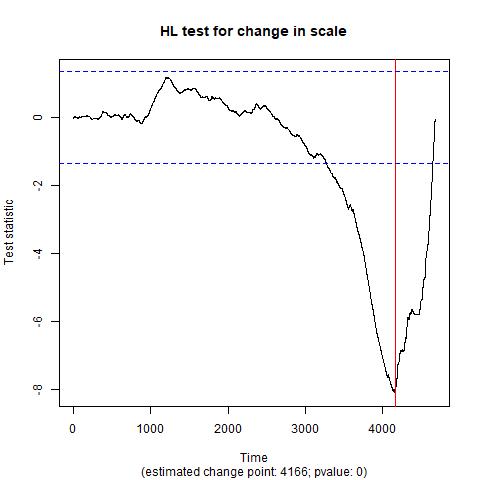 HL test for change in scale
Test statistic
0
-2
-4
-6
-8
0 1000 2000 3000 4000
Time
(estimated change point: 4166; pvalue: 0)